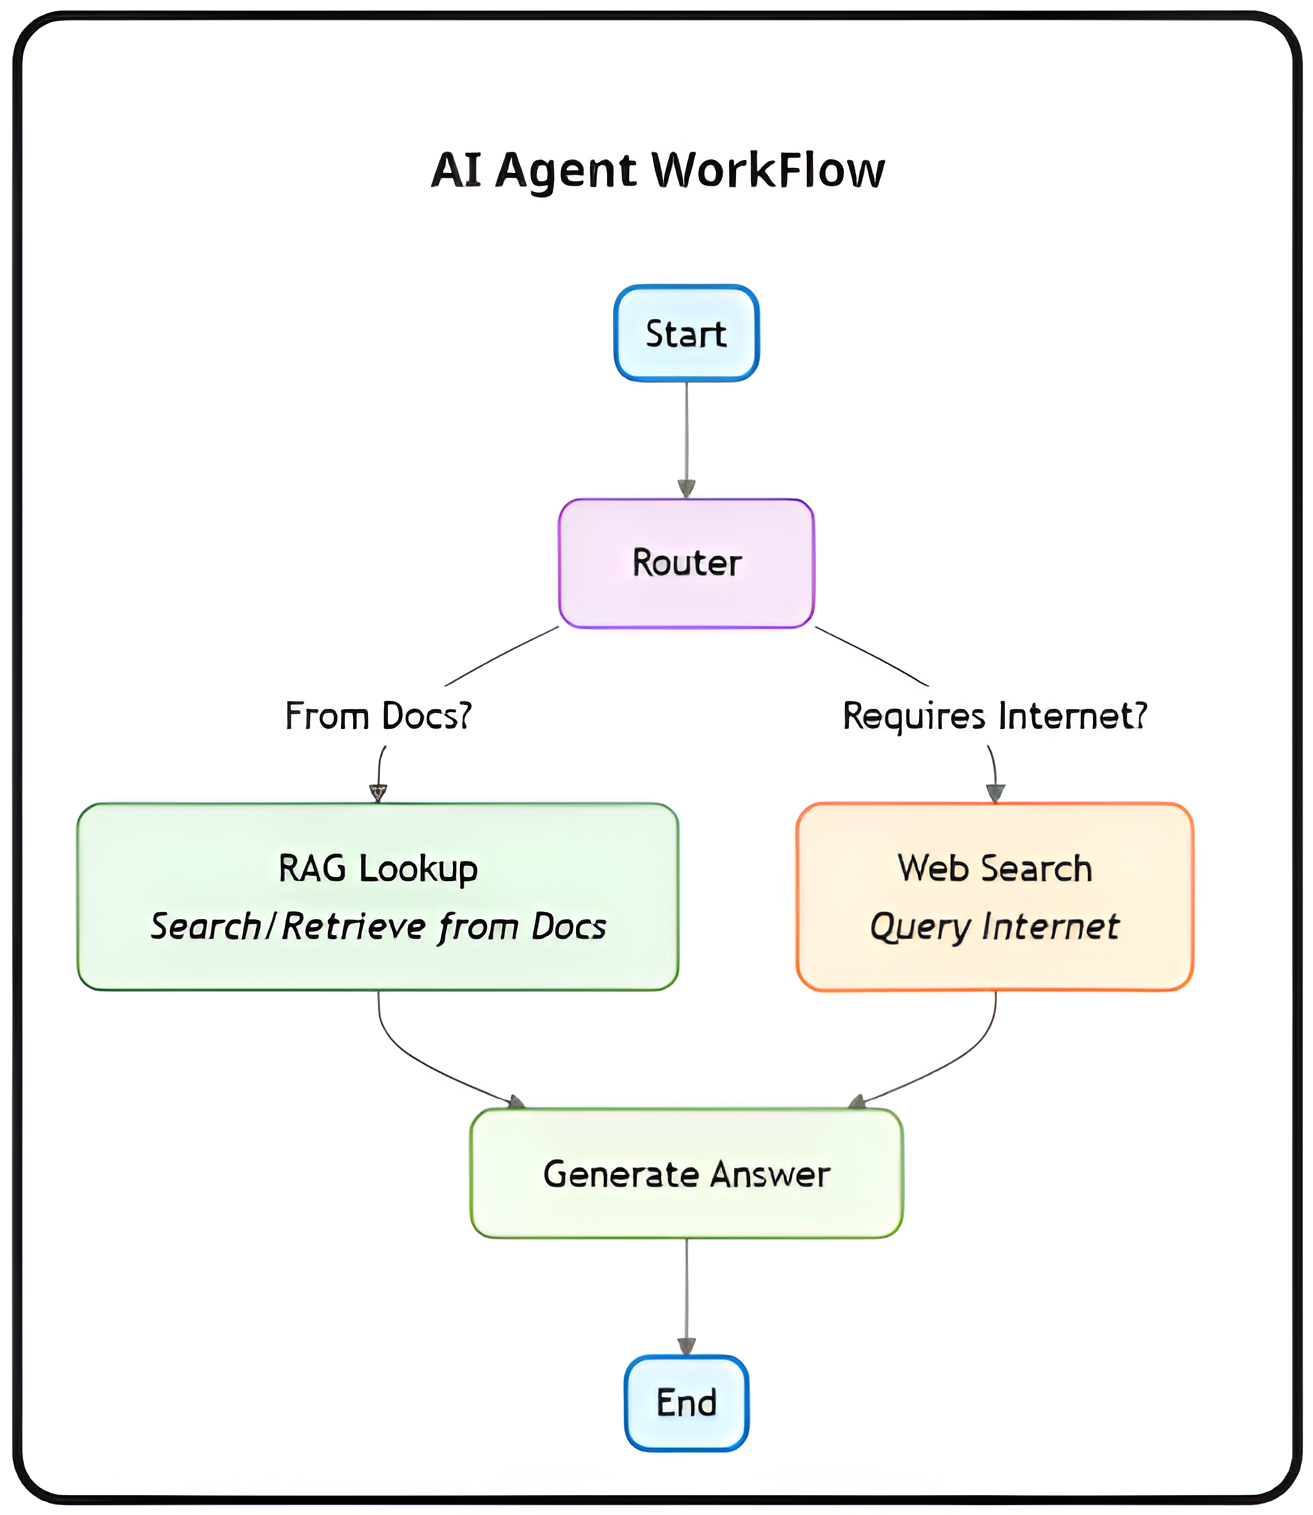 AI Agent WorkFlow
Start
Router
From Docs?
Requires Internet?
RAG Lookup
Search/Retrieve from Docs
Web Search
Query Internet
Generate Answer
End